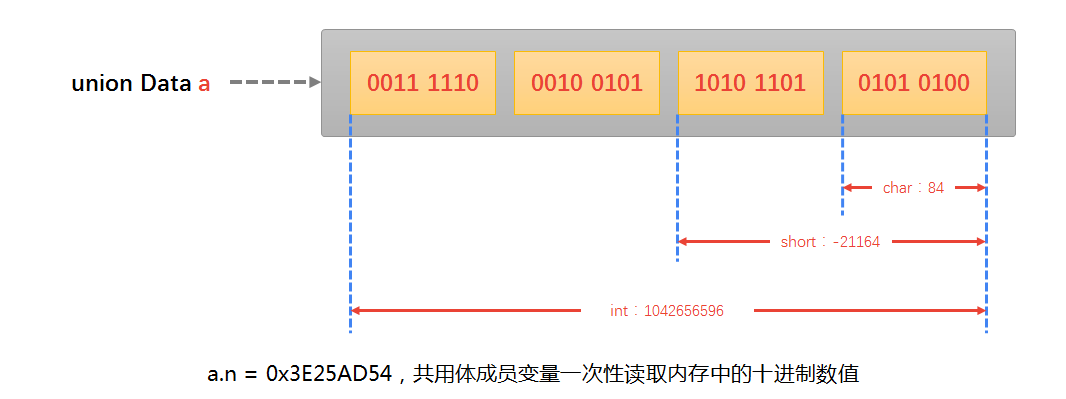 union Data a
0011 1110 0010 0101 1010 1101 0101 0100
char：84
short：-21164
int：1042656596
a.n = 0x3E25AD54，共用体成员变量一次性读取内存中的十进制数值